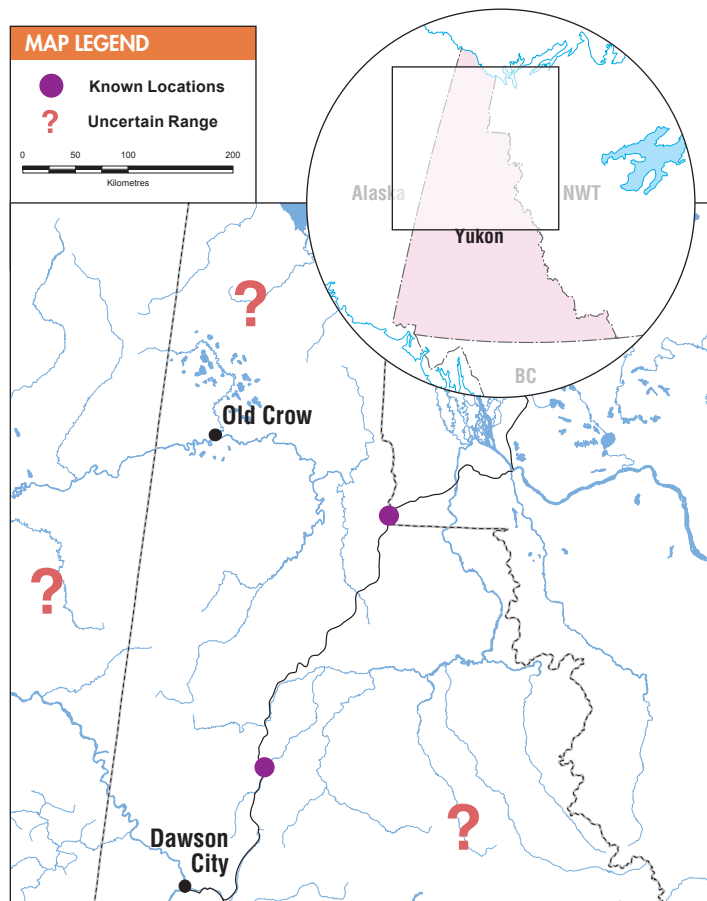 MAP LEGEND
Known Locations
?
Uncertain Range
0 50 100 200
Kilometres
Alaska
NWT
Yukon
BC
?
Old Crow
?
?
Dawson
City